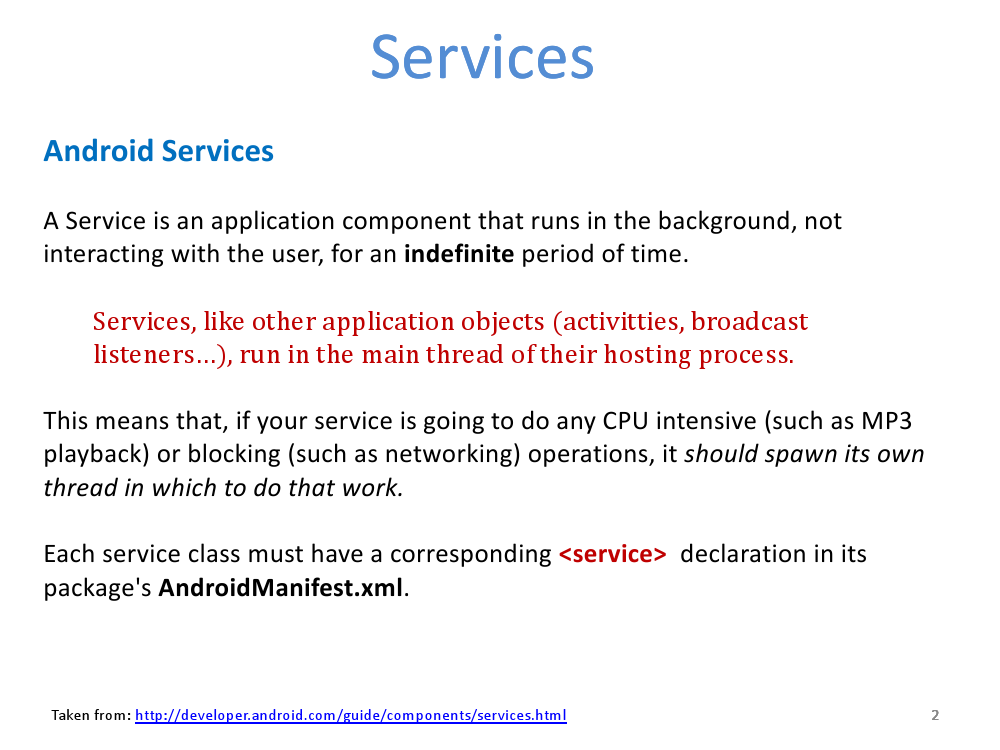 Services
Android Services
A Service is an application component that runs in the background, not
interacting with the user, for an indefinite period of time.
Services, like other application objects (activitties, broadcast
listeners...), run in the main thread of their hosting process.
This means that, if your service is going to do any CPU intensive (such as MP3
playback) or blocking (such as networking) operations, it should spawn its own
thread in which to do that work.
Each service class must have a corresponding <service> declaration in its
package's AndroidManifest.xml.
Taken from: http://developer.android.com/guide/components/services.html
2